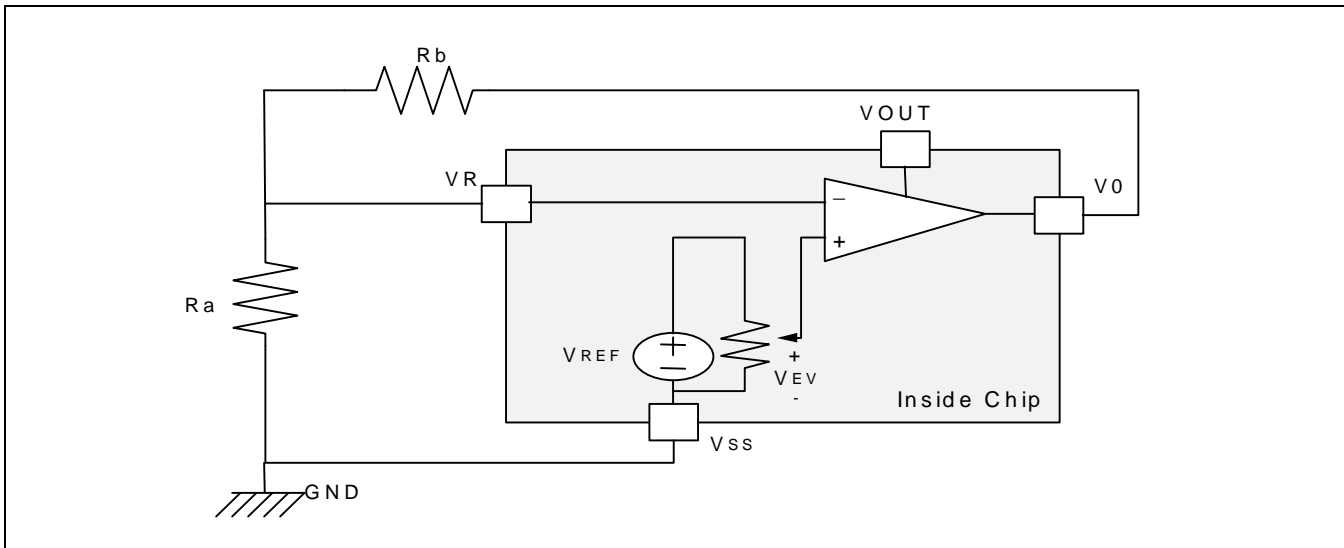 Rb
VOUT
VR
V0
−
+
Ra
VREF
+
−
+
VEV
-
Inside Chip
VSS
GND